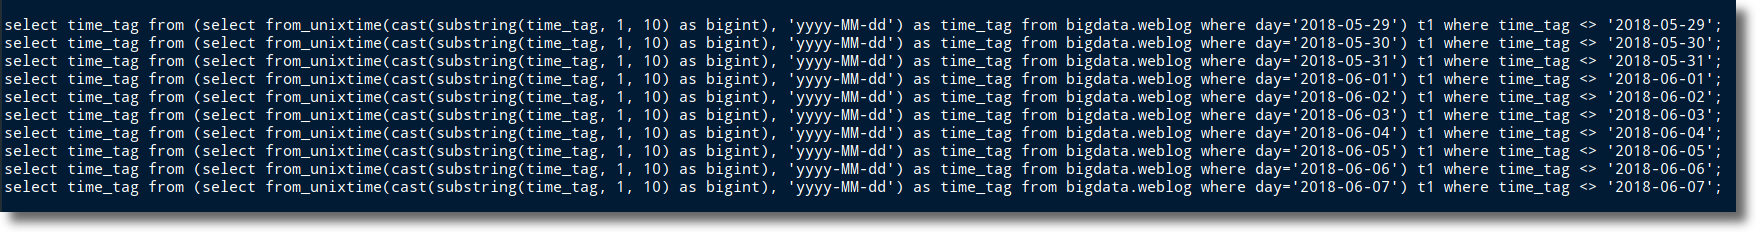 select time_tag from (select from_unixtime(cast(substring(time_tag, 1, 10) as bigint), 'yyyy-MM-dd') as time_tag from bigdata.weblog where day='2018-05-29') t1 where time_tag <> '2018-05-29';
select time_tag from (select from_unixtime(cast(substring(time_tag, 1, 10) as bigint), 'yyyy-MM-dd') as time_tag from bigdata.weblog where day='2018-05-30') t1 where time_tag <> '2018-05-30';
select time_tag from (select from_unixtime(cast(substring(time_tag, 1, 10) as bigint), 'yyyy-MM-dd') as time_tag from bigdata.weblog where day='2018-05-31') t1 where time_tag <> '2018-05-31';
select time_tag from (select from_unixtime(cast(substring(time_tag, 1, 10) as bigint), 'yyyy-MM-dd') as time_tag from bigdata.weblog where day='2018-06-01') t1 where time_tag <> '2018-06-01';
select time_tag from (select from_unixtime(cast(substring(time_tag, 1, 10) as bigint), 'yyyy-MM-dd') as time_tag from bigdata.weblog where day='2018-06-02') t1 where time_tag <> '2018-06-02';
select time_tag from (select from_unixtime(cast(substring(time_tag, 1, 10) as bigint), 'yyyy-MM-dd') as time_tag from bigdata.weblog where day='2018-06-03') t1 where time_tag <> '2018-06-03';
select time_tag from (select from_unixtime(cast(substring(time_tag, 1, 10) as bigint), 'yyyy-MM-dd') as time_tag from bigdata.weblog where day='2018-06-04') t1 where time_tag <> '2018-06-04';
select time_tag from (select from_unixtime(cast(substring(time_tag, 1, 10) as bigint), 'yyyy-MM-dd') as time_tag from bigdata.weblog where day='2018-06-05') t1 where time_tag <> '2018-06-05';
select time_tag from (select from_unixtime(cast(substring(time_tag, 1, 10) as bigint), 'yyyy-MM-dd') as time_tag from bigdata.weblog where day='2018-06-06') t1 where time_tag <> '2018-06-06';
select time_tag from (select from_unixtime(cast(substring(time_tag, 1, 10) as bigint), 'yyyy-MM-dd') as time_tag from bigdata.weblog where day='2018-06-07') t1 where time_tag <> '2018-06-07';